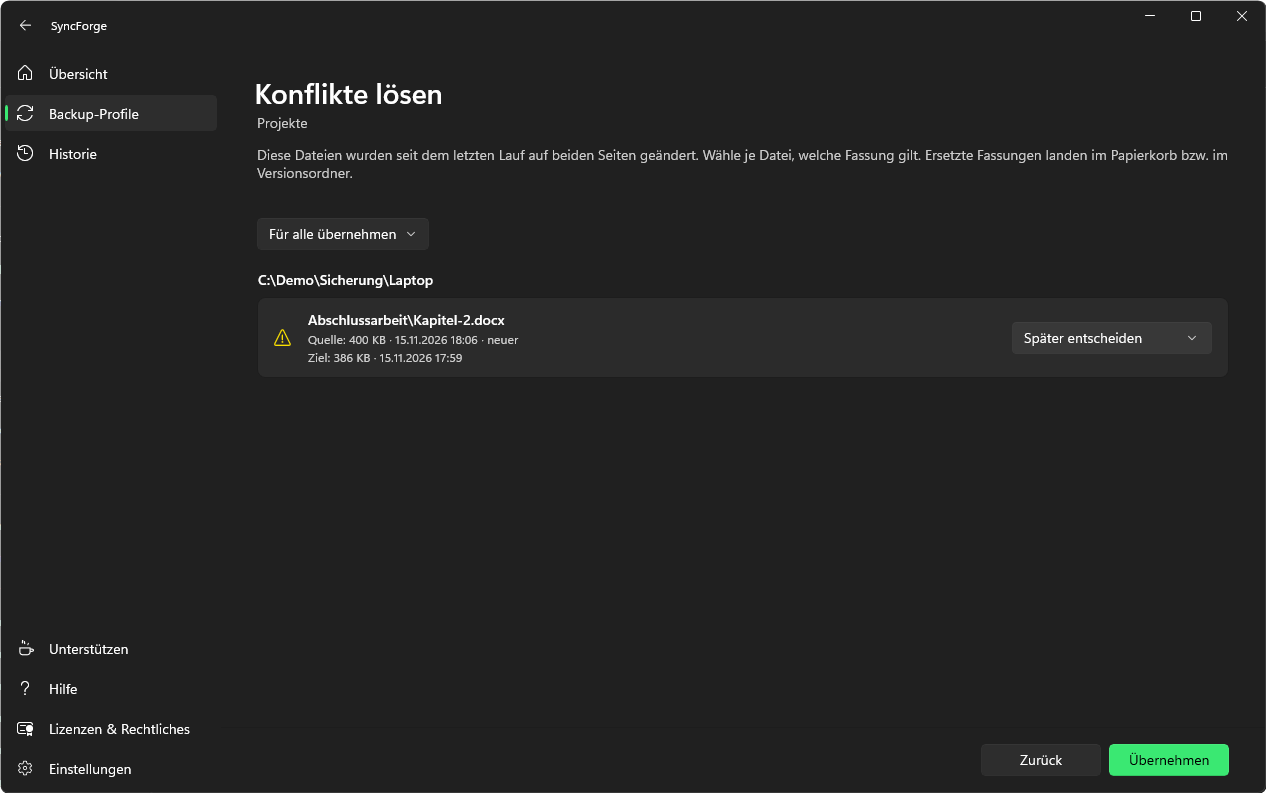 SyncForge
Übersicht
Backup-Profile
Historie
Konflikte lösen
Projekte
Diese Dateien wurden seit dem letzten Lauf auf beiden Seiten geändert. Wähle je Datei, welche Fassung gilt. Ersetzte Fassungen landen im Papierkorb bzw. im
Versionsordner.
Für alle übernehmen
C:\Demo\Sicherung\Laptop
Abschlussarbeit\Kapitel-2.docx
Quelle: 400 KB · 15.11.2026 18:06 · neuer
Ziel: 386 KB · 15.11.2026 17:59
Später entscheiden
Unterstützen
Hilfe
Lizenzen & Rechtliches
Einstellungen
Zurück
Übernehmen